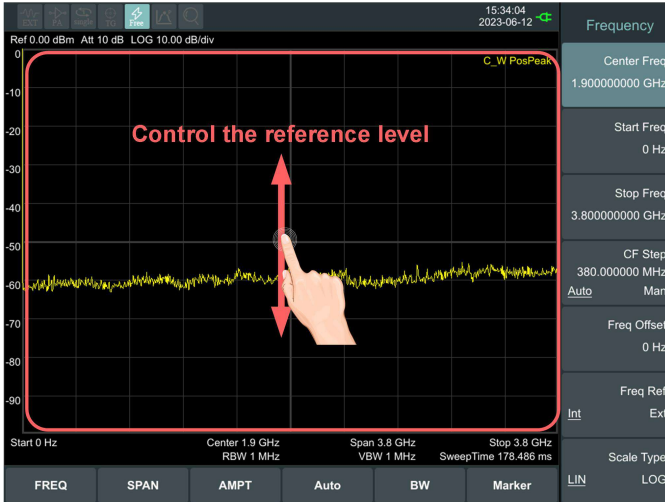 EXT
single
TG
Free
15:34:04
2023-06-12
Ref 0.00 dBm Att 10 dB LOG 10.00 dB/div
C_W PosPeak
0
-10
-20
-30
-40
-50
-60
-70
-80
-90
Control the reference level
Start 0 Hz Center 1.9 GHz Span 3.8 GHz Stop 3.8 GHz
RBW 1 MHz VBW 1 MHz SweepTime 178.486 ms
FREQ SPAN AMPT Auto BW Marker
Frequency
Center Freq
1.900000000 GHz
Start Freq
0 Hz
Stop Freq
3.800000000 GHz
CF Step
380.000000 MHz
Auto Man
Freq Offset
0 Hz
Freq Ref
Int Ext
Scale Type
LIN LOG